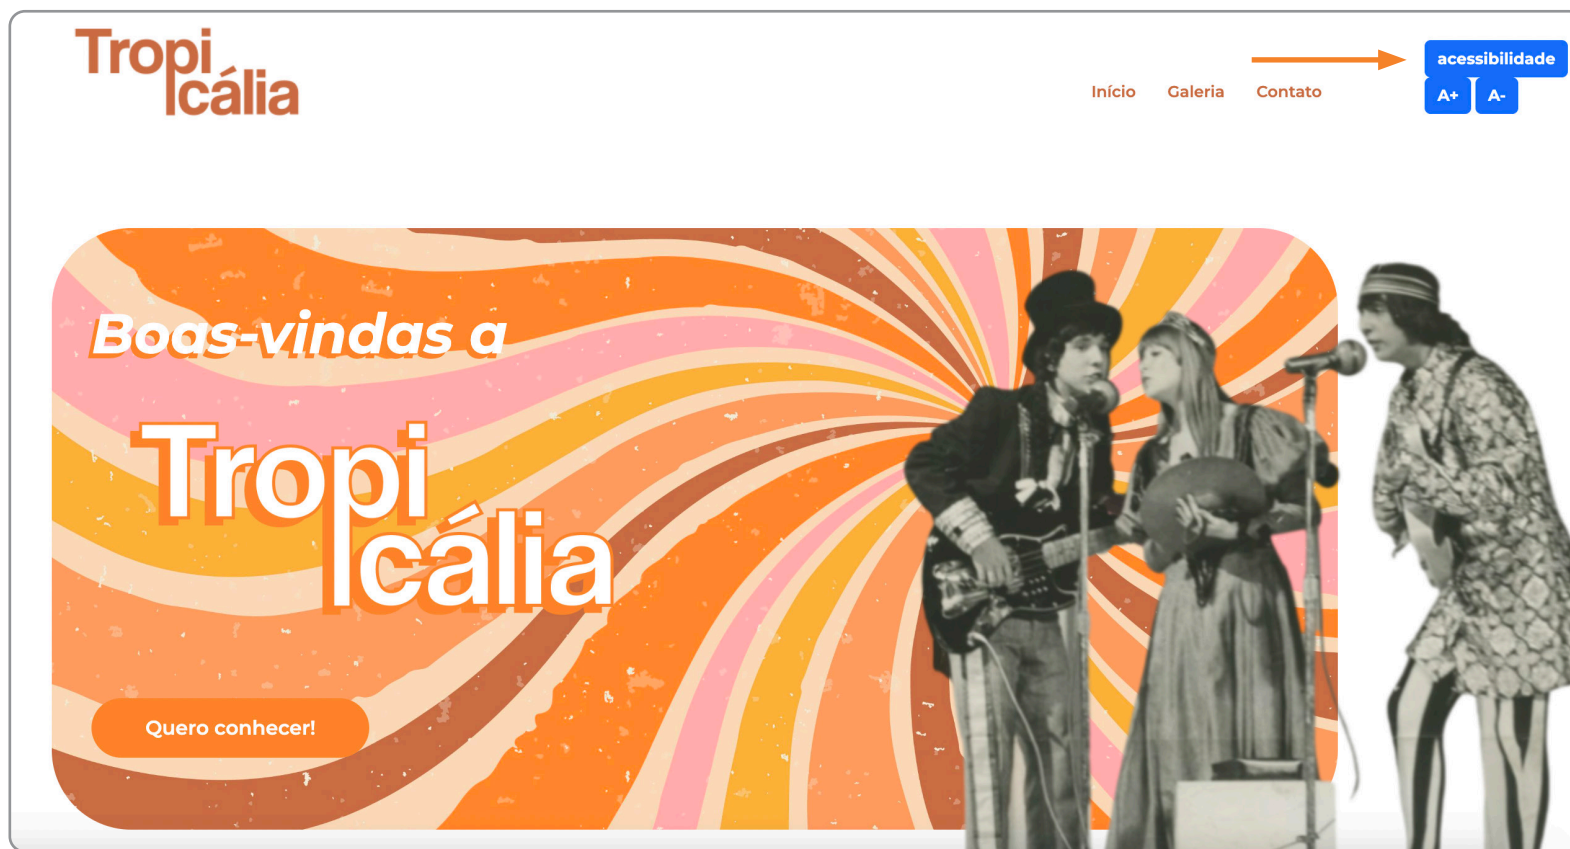 Tropi
cália
Início Galeria Contato
acessibilidade
A+ A-
Boas-vindas a
Tropi
cália
Quero conhecer!